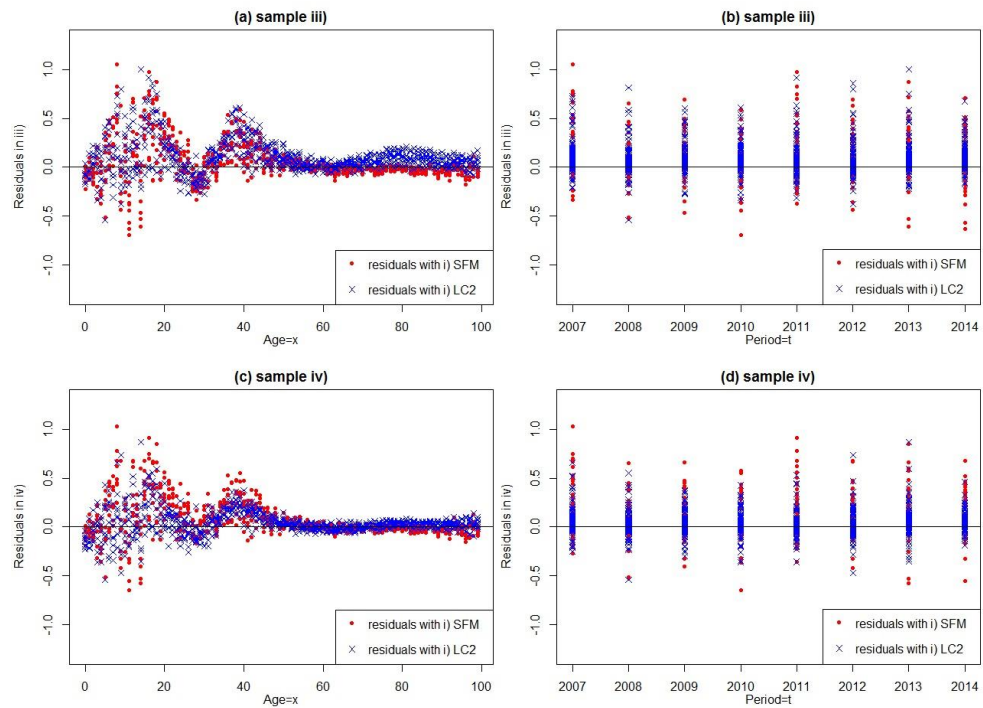 (a) sample iii)
Residuals in iii)
1.0
0.5
0.0
-0.5
-1.0
residuals with i) SFM
residuals with i) LC2
0 20 40 60 80 100
Age=x
(b) sample iii)
Residuals in iii)
1.0
0.5
0.0
-0.5
-1.0
residuals with i) SFM
residuals with i) LC2
2007 2008 2009 2010 2011 2012 2013 2014
Period=t
(c) sample iv)
Residuals in iv)
1.0
0.5
0.0
-0.5
-1.0
residuals with i) SFM
residuals with i) LC2
0 20 40 60 80 100
Age=x
(d) sample iv)
Residuals in iv)
1.0
0.5
0.0
-0.5
-1.0
residuals with i) SFM
residuals with i) LC2
2007 2008 2009 2010 2011 2012 2013 2014
Period=t